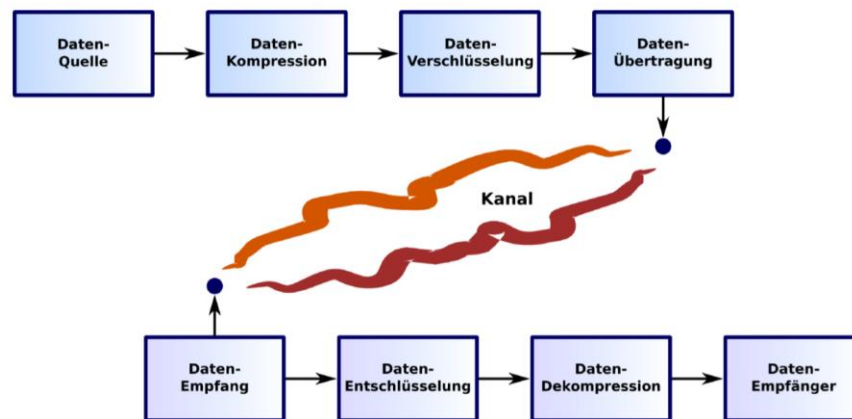 Daten-
Quelle
Daten-
Kompression
Daten-
Verschlüsselung
Daten-
Übertragung
Kanal
Daten-
Empfang
Daten-
Entschlüsselung
Daten-
Dekompression
Daten-
Empfänger